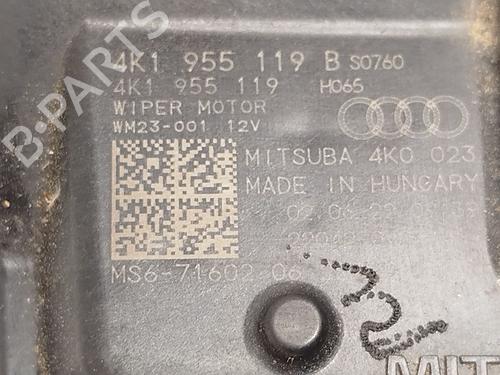 4K1 955 119 B S0760
4K1 955 119 H065
WIPER MOTOR
WM23-001 12V
MITSUBA 4K0 023
MADE IN HUNGARY
MS6-71602 06
MIT
B-PARTS